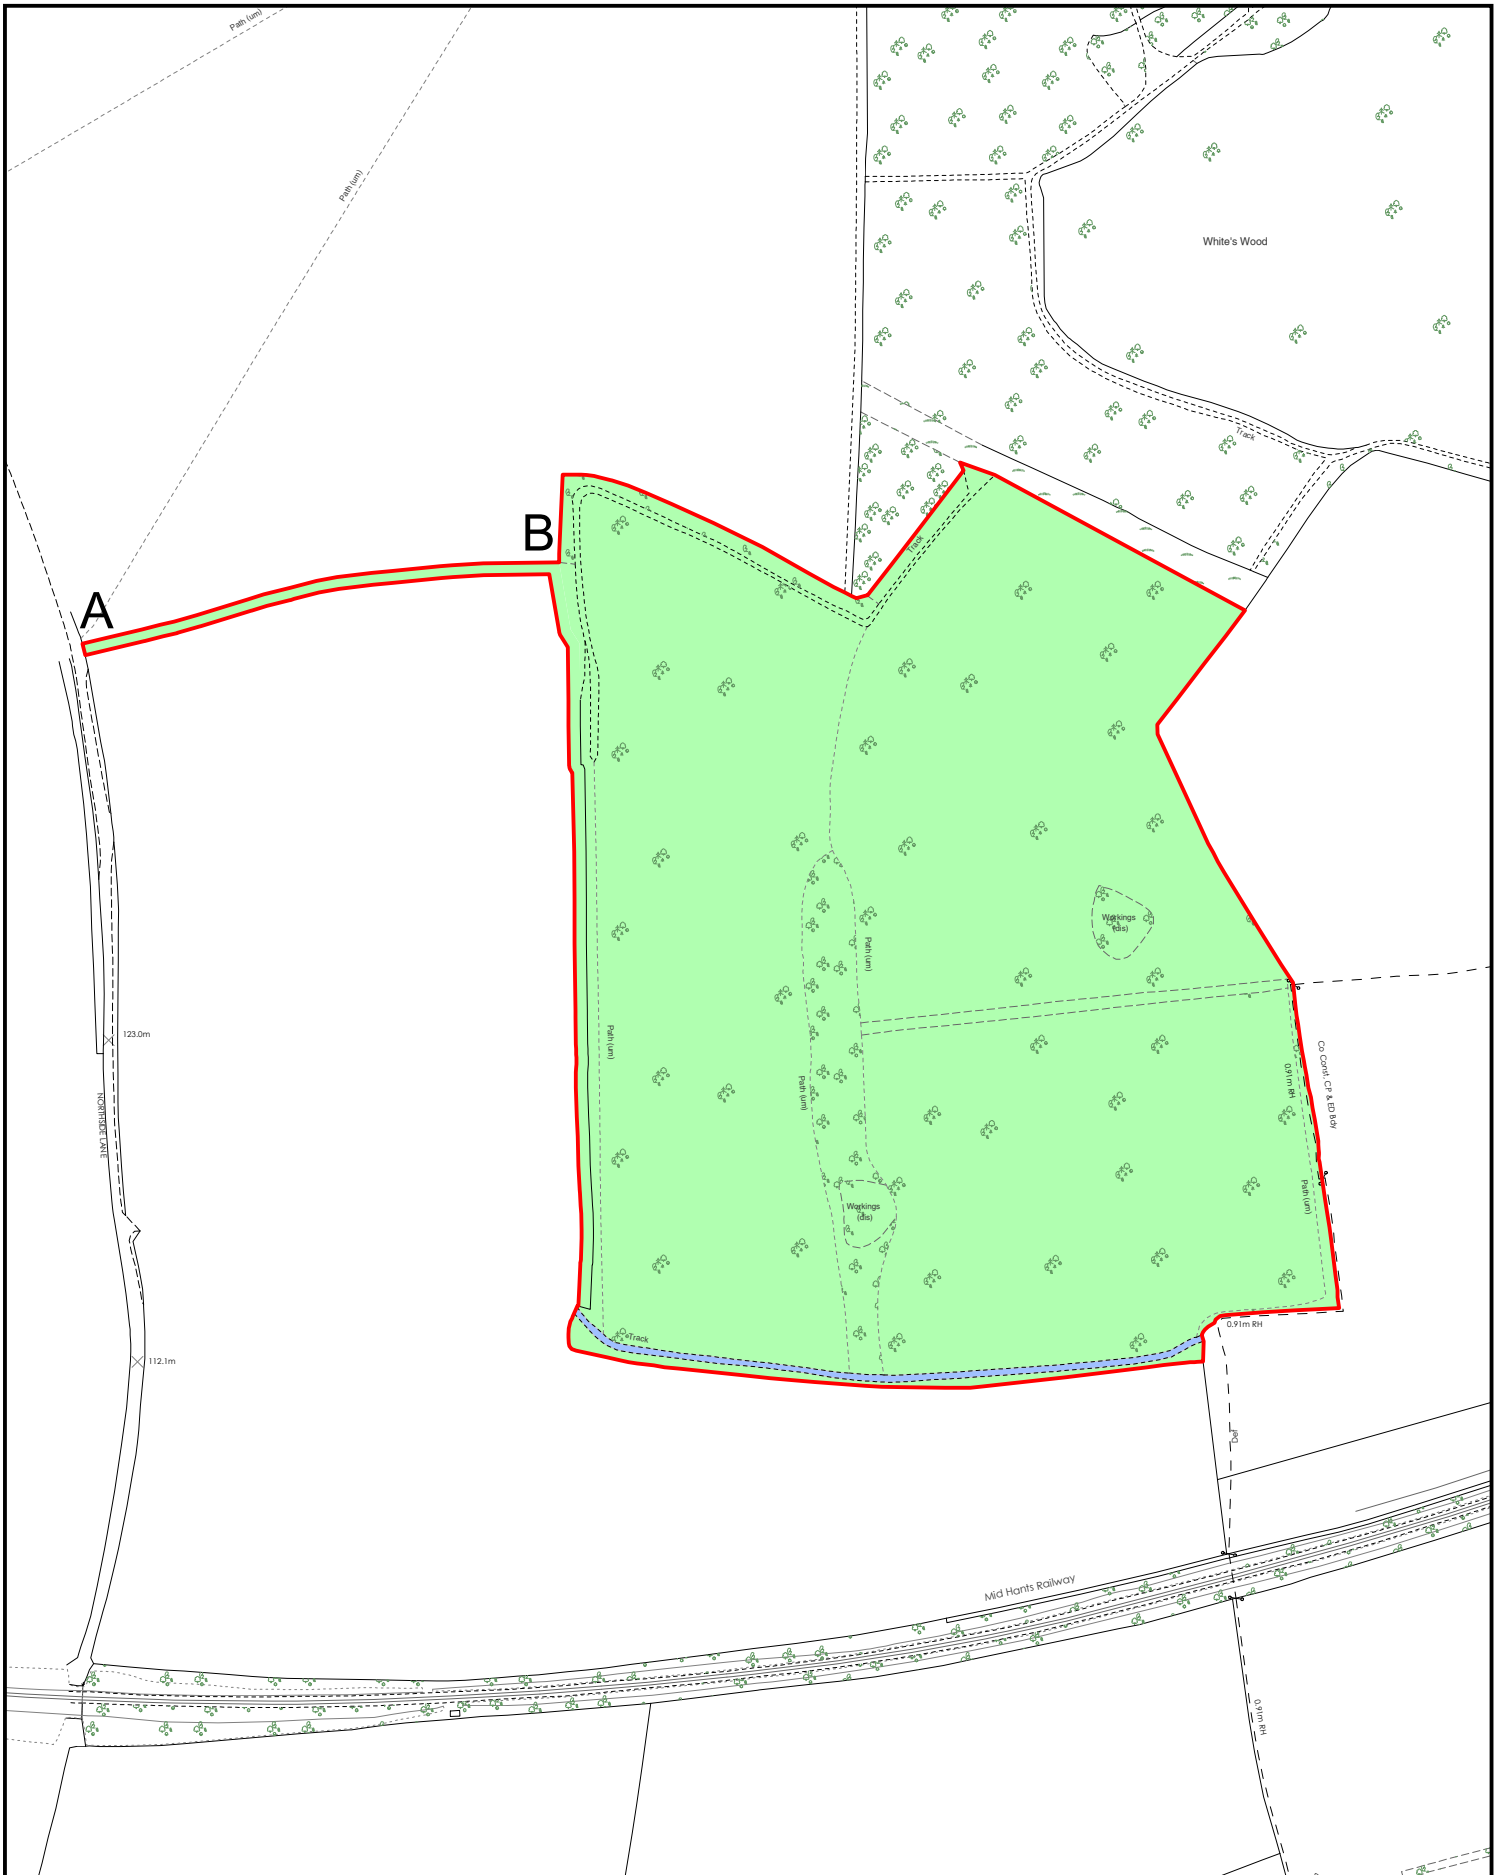 Path (um)
Path (um)
White's Wood
Track
B
Track
A
Workings
(dis)
Path (um)
123.0m
Path (um)
Co Const, CP & ED Bdy
0.91m RH
Path (um)
NORTHSIDE LANE
Path (um)
Workings
(dis)
0.91m RH
Track
112.1m
Def
Mid Hants Railway
0.91m RH